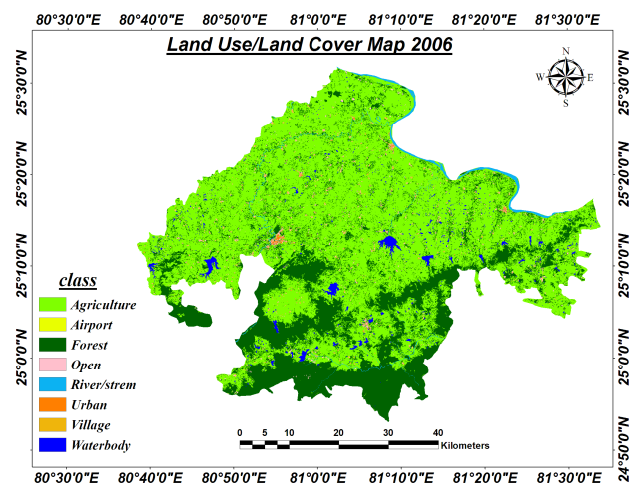 80°30'0"E 80°40'0"E 80°50'0"E 81°0'0"E 81°10'0"E 81°20'0"E 81°30'0"E
Land Use/Land Cover Map 2006
N
W E
S
25°30'0"N 25°30'0"N
25°20'0"N 25°20'0"N
25°10'0"N 25°10'0"N
25°0'0"N 25°0'0"N
24°50'0"N
class
Agriculture
Airport
Forest
Open
River/strem
Urban
Village
Waterbody
0 5 10 20 30 40
Kilometers
80°30'0"E 80°40'0"E 80°50'0"E 81°0'0"E 81°10'0"E 81°20'0"E 81°30'0"E